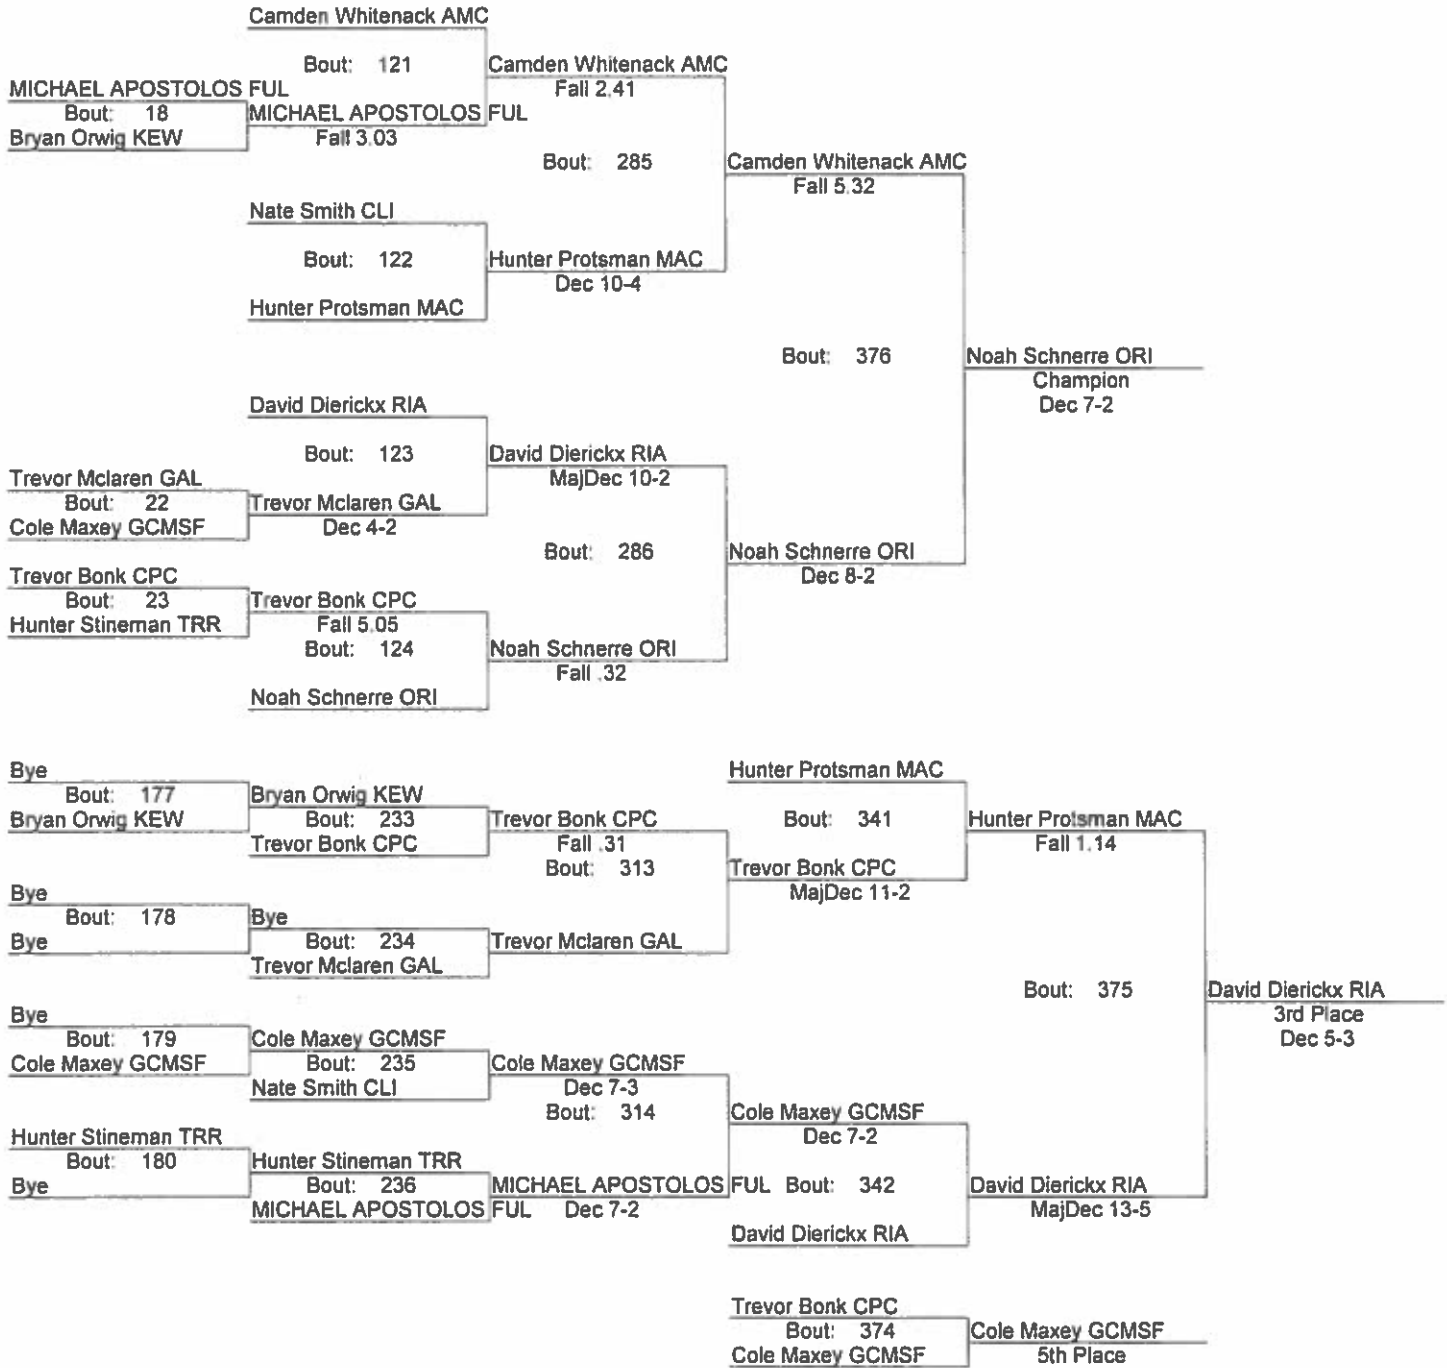 Camden Whitenack AMC
Bout: 121
Camden Whitenack AMC
Fall 2.41
MICHAEL APOSTOLOS FUL
Bout: 18
MICHAEL APOSTOLOS FUL
Bryan Orwig KEW
Fall 3.03
Bout: 285
Camden Whitenack AMC
Fall 5.32
Nate Smith CLI
Bout: 122
Hunter Protsman MAC
Dec 10-4
Hunter Protsman MAC
Bout: 376
Noah Schnerre ORI
Champion
Dec 7-2
David Dierickx RIA
Bout: 123
David Dierickx RIA
MajDec 10-2
Trevor Mclaren GAL
Bout: 22
Trevor Mclaren GAL
Cole Maxey GCMSF
Dec 4-2
Bout: 286
Noah Schnerre ORI
Dec 8-2
Trevor Bonk CPC
Bout: 23
Trevor Bonk CPC
Hunter Stineman TRR
Fall 5.05
Bout: 124
Noah Schnerre ORI
Fall .32
Noah Schnerre ORI
Bye
Bout: 177
Bryan Orwig KEW
Bryan Orwig KEW
Bout: 233
Trevor Bonk CPC
Trevor Bonk CPC
Fall .31
Bout: 313
Hunter Protsman MAC
Bout: 341
Hunter Protsman MAC
Fall 1.14
Trevor Bonk CPC
MajDec 11-2
Bye
Bout: 178
Bye
Bye
Bout: 234
Trevor Mclaren GAL
Trevor Mclaren GAL
Bout: 375
David Dierickx RIA
3rd Place
Dec 5-3
Bye
Bout: 179
Cole Maxey GCMSF
Cole Maxey GCMSF
Bout: 235
Cole Maxey GCMSF
Nate Smith CLI
Dec 7-3
Bout: 314
Cole Maxey GCMSF
Dec 7-2
Hunter Stineman TRR
Bout: 180
Hunter Stineman TRR
Bye
Bout: 236
MICHAEL APOSTOLOS FUL
Bout: 342
David Dierickx RIA
MICHAEL APOSTOLOS FUL
Dec 7-2
MajDec 13-5
David Dierickx RIA
Trevor Bonk CPC
Bout: 374
Cole Maxey GCMSF
Cole Maxey GCMSF
5th Place